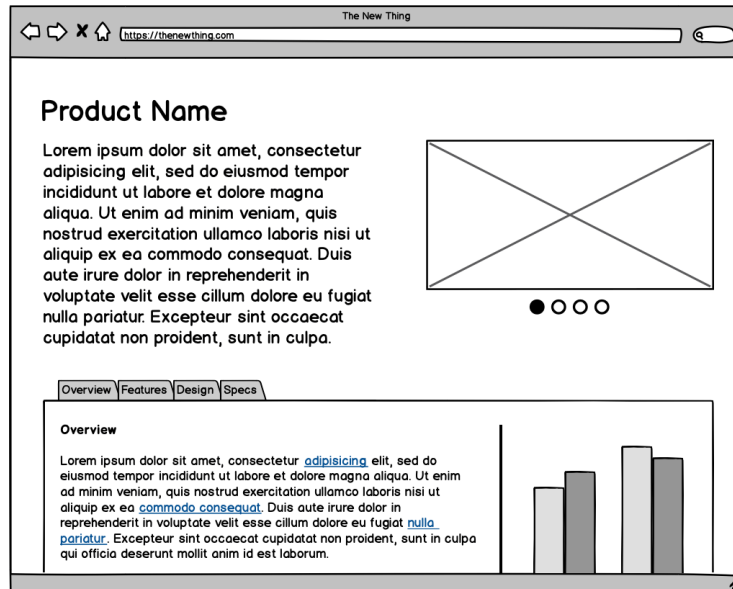 The New Thing
https://thenewthing.com
Product Name
Lorem ipsum dolor sit amet, consectetur
adipisicing elit, sed do eiusmod tempor
incididunt ut labore et dolore magna
aliqua. Ut enim ad minim veniam, quis
nostrud exercitation ullamco laboris nisi ut
aliquip ex ea commodo consequat. Duis
aute irure dolor in reprehenderit in
voluptate velit esse cillum dolore eu fugiat
nulla pariatur. Excepteur sint occaecat
cupidatat non proident, sunt in culpa.
Overview Features Design Specs
Overview
Lorem ipsum dolor sit amet, consectetur adipisicing elit, sed do
eiusmod tempor incididunt ut labore et dolore magna aliqua. Ut enim
ad minim veniam, quis nostrud exercitation ullamco laboris nisi ut
aliquip ex ea commodo consequat. Duis aute irure dolor in
reprehenderit in voluptate velit esse cillum dolore eu fugiat nulla
pariatur. Excepteur sint occaecat cupidatat non proident, sunt in culpa
qui officia deserunt mollit anim id est laborum.